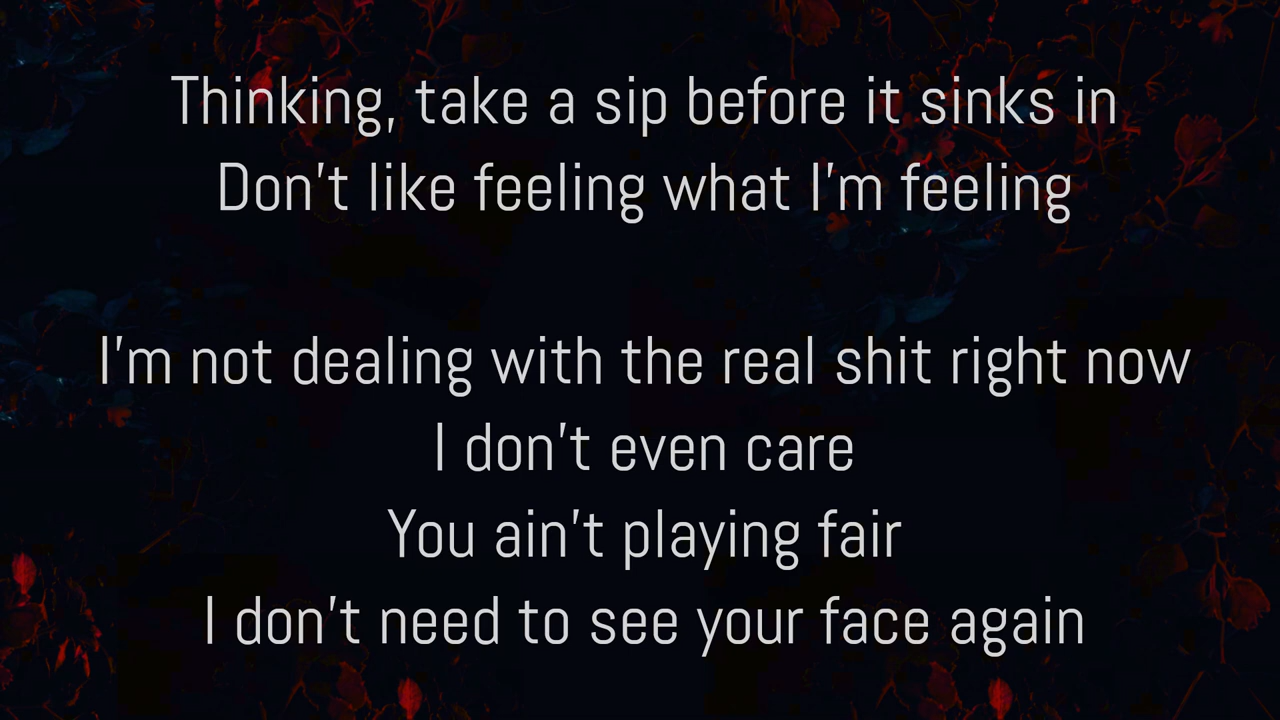 Thinking, take a sip before it sinks in
Don't like feeling what I'm feeling
I'm not dealing with the real shit right now
I don't even care
You ain't playing fair
I don't need to see your face again